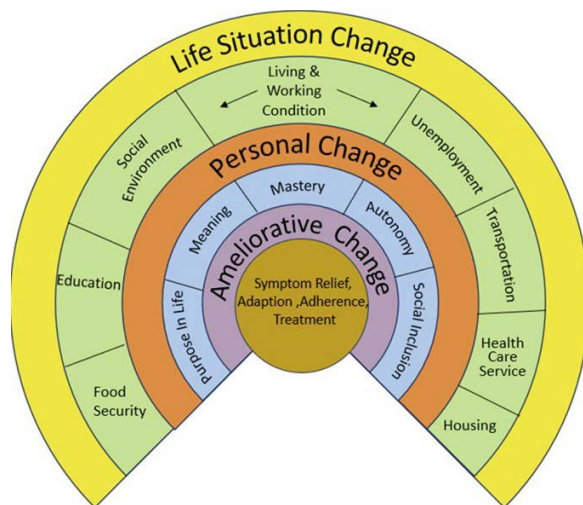 Life Situation Change
Living &
Working
Condition
Social
Environment
Education
Food
Security
Unemployment
Transportation
Health
Care
Service
Housing
Personal Change
Purpose In Life
Meaning
Mastery
Autonomy
Social Inclusion
Ameliorative Change
Symptom Relief,
Adaption ,Adherence,
Treatment